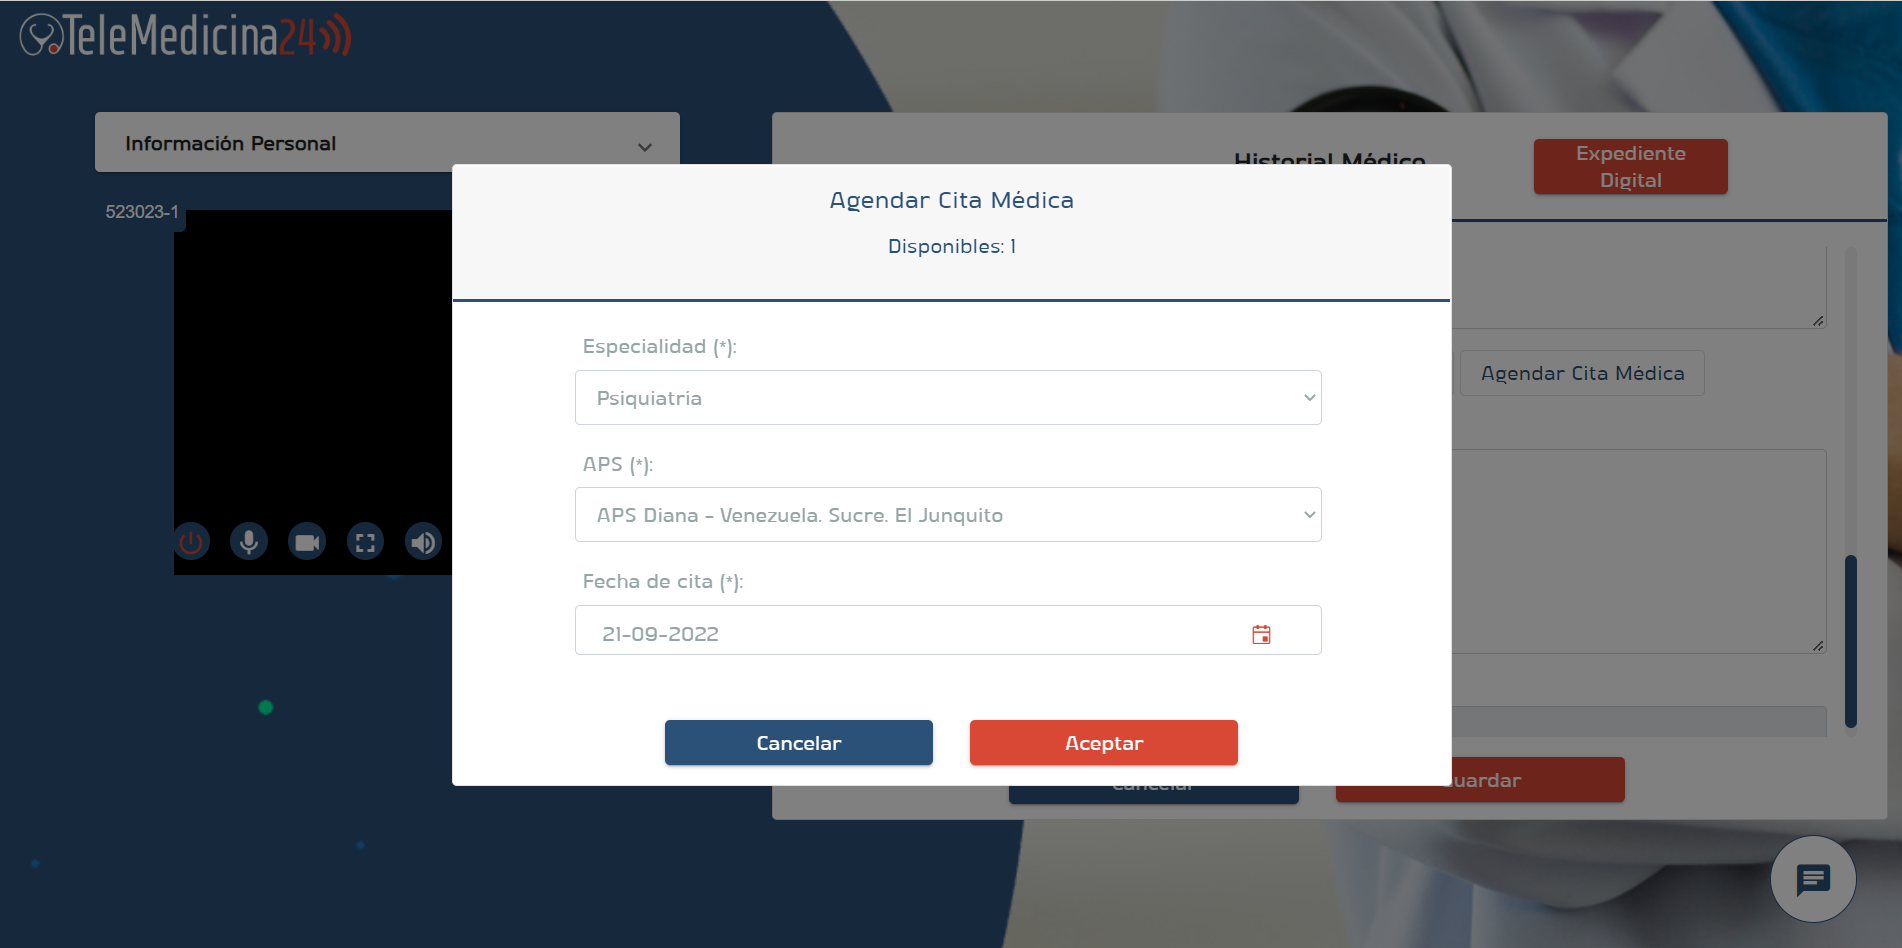 TeleMedicina24
Información Personal
523023-1
Historial Médico
Expediente
Digital
Agendar Cita Médica
Disponibles: 1
Especialidad (*):
Psiquiatria
APS (*):
APS Diana - Venezuela. Sucre. El Junquito
Fecha de cita (*):
21-09-2022
Cancelar
Aceptar
Agendar Cita Médica
Cancelar
uardar